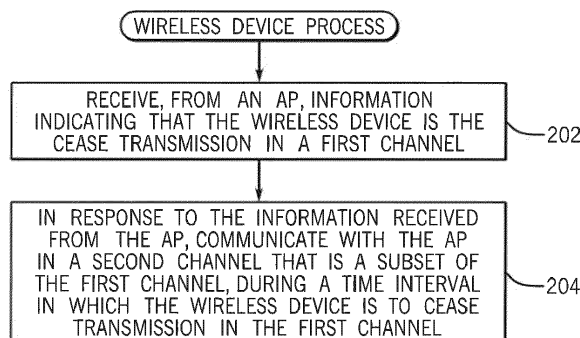 WIRELESS DEVICE PROCESS
RECEIVE, FROM AN AP, INFORMATION
INDICATING THAT THE WIRELESS DEVICE IS THE
CEASE TRANSMISSION IN A FIRST CHANNEL
202
IN RESPONSE TO THE INFORMATION RECEIVED
FROM THE AP, COMMUNICATE WITH THE AP
IN A SECOND CHANNEL THAT IS A SUBSET OF
THE FIRST CHANNEL, DURING A TIME INTERVAL
IN WHICH THE WIRELESS DEVICE IS TO CEASE
TRANSMISSION IN THE FIRST CHANNEL
204